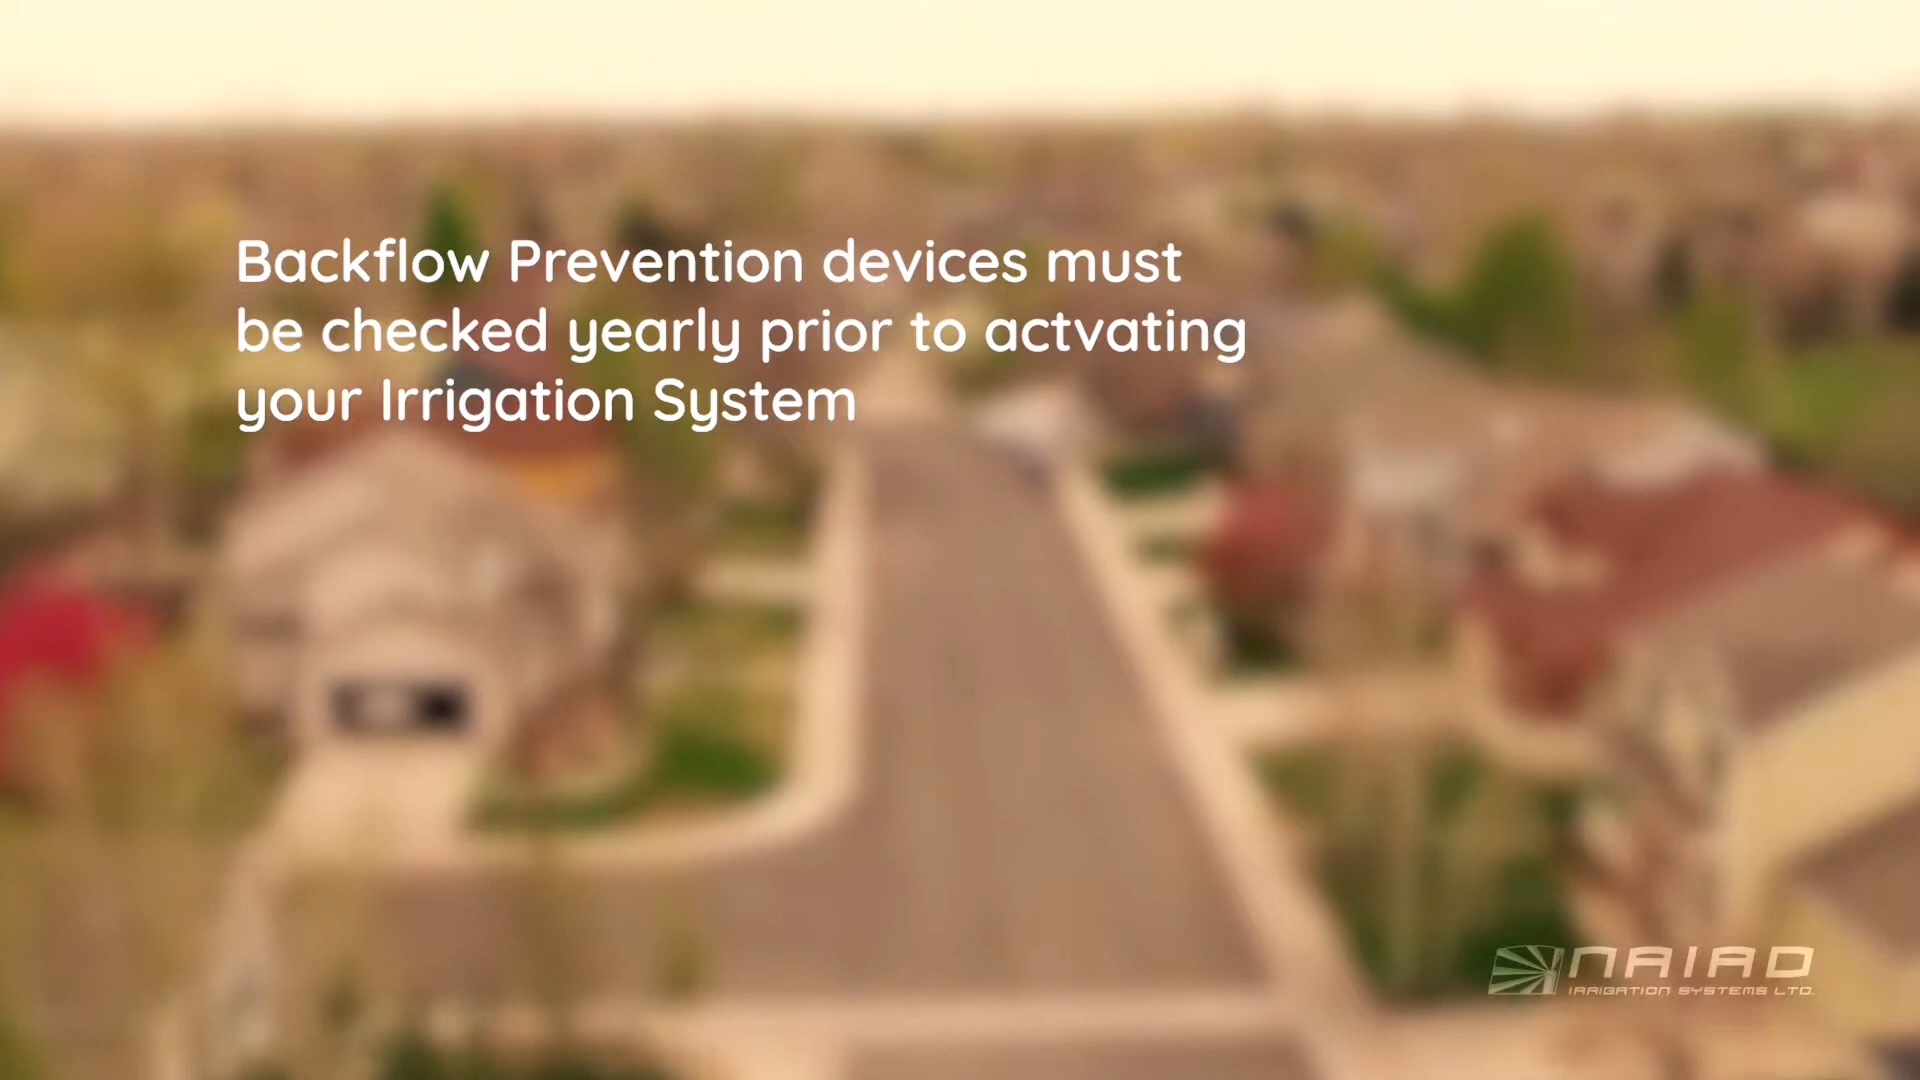 Backflow Prevention devices must
be checked yearly prior to actvating
your Irrigation System
NAIAD
IRRIGATION SYSTEMS LTD.